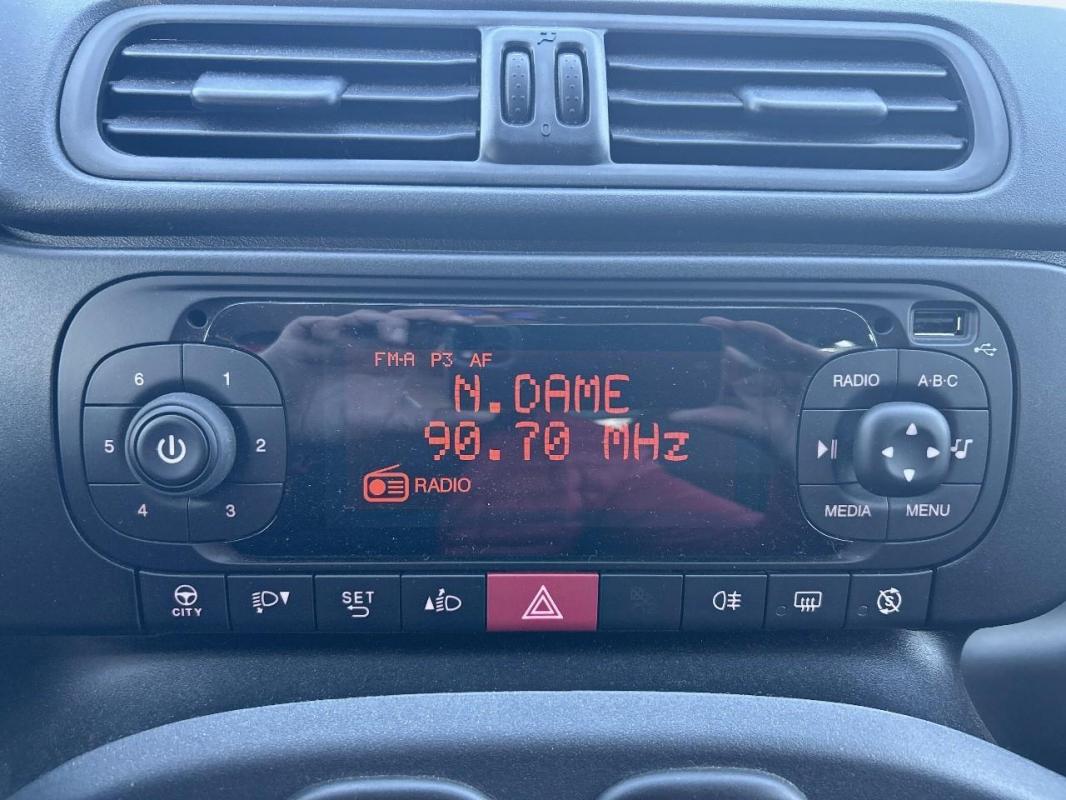 0
FM-A P3 AF
N.DAME
90.70 MHz
RADIO
6 1
5 2
4 3
RADIO A·B·C
MEDIA MENU
CITY
SET